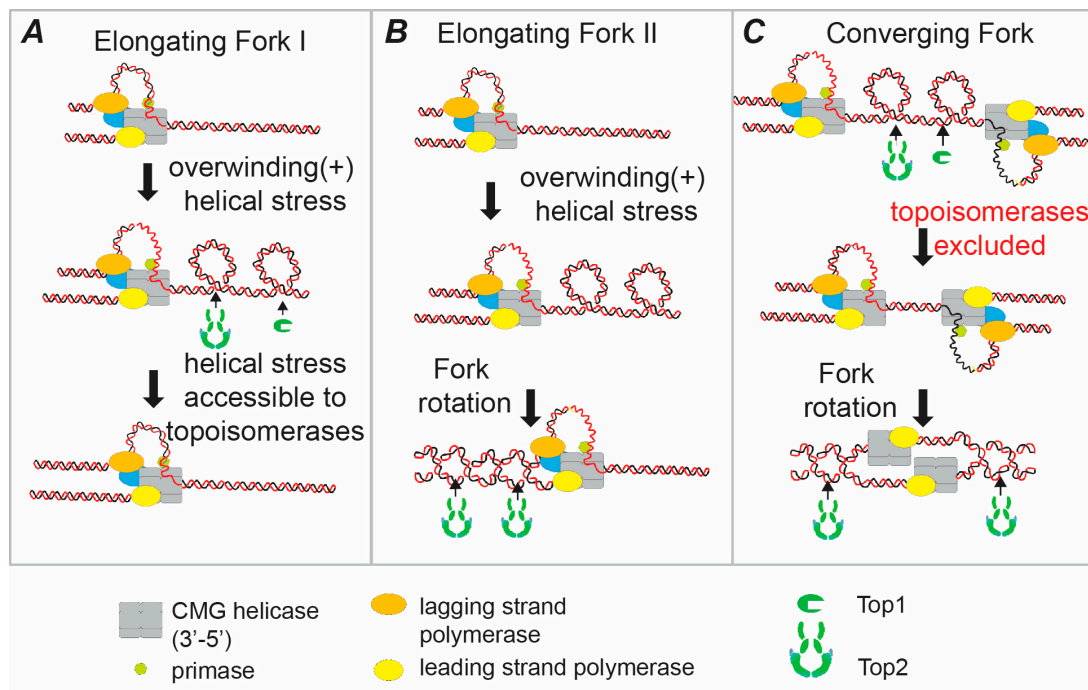 A
Elongating Fork I
overwinding(+)
helical stress
helical stress
accessible to
topoisomerases
B
Elongating Fork II
overwinding(+)
helical stress
Fork
rotation
C
Converging Fork
topoisomerases
excluded
Fork
rotation
CMG helicase
(3'-5')
primase
lagging strand
polymerase
leading strand polymerase
Top1
Top2